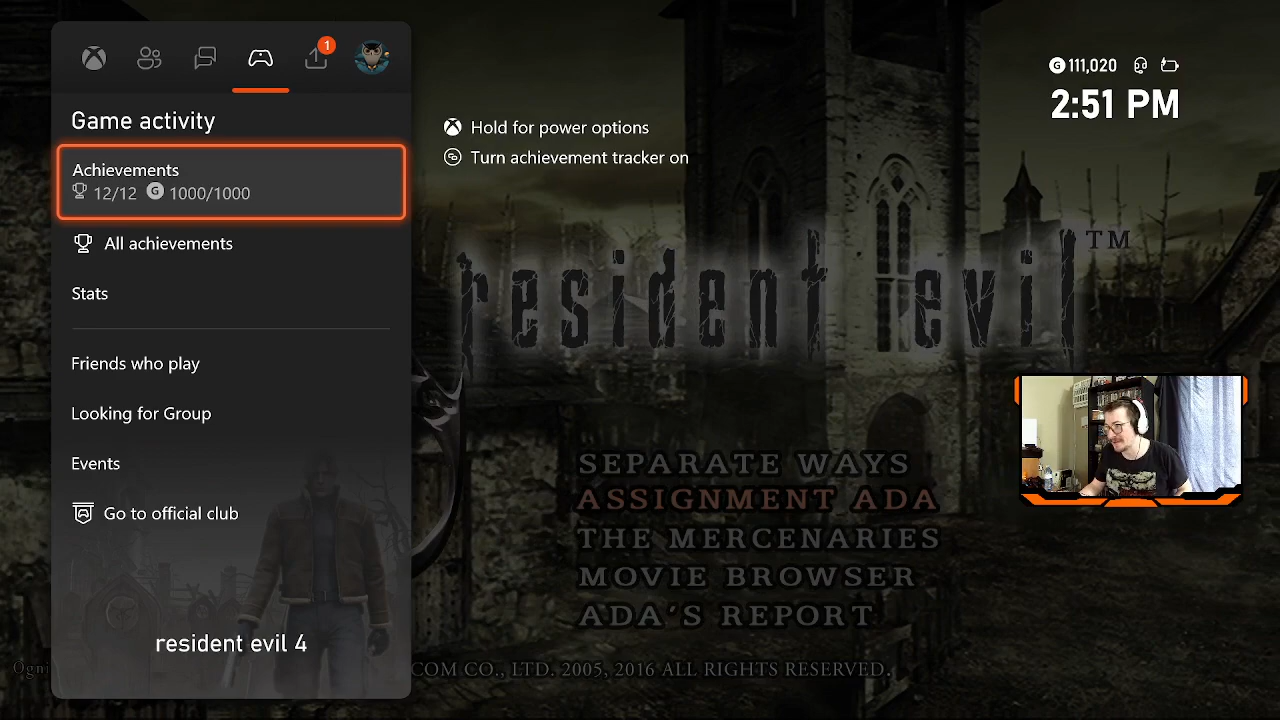 1
Game activity
Achievements
12/12 G 1000/1000
All achievements
Stats
Friends who play
Looking for Group
Events
Go to official club
resident evil 4
Hold for power options
Turn achievement tracker on
G 111,020
2:51 PM
resident evil™
SEPARATE WAYS
ASSIGNMENT ADA
THE MERCENARIES
MOVIE BROWSER
ADA'S REPORT
COM CO., LTD. 2005, 2016 ALL RIGHTS RESERVED.